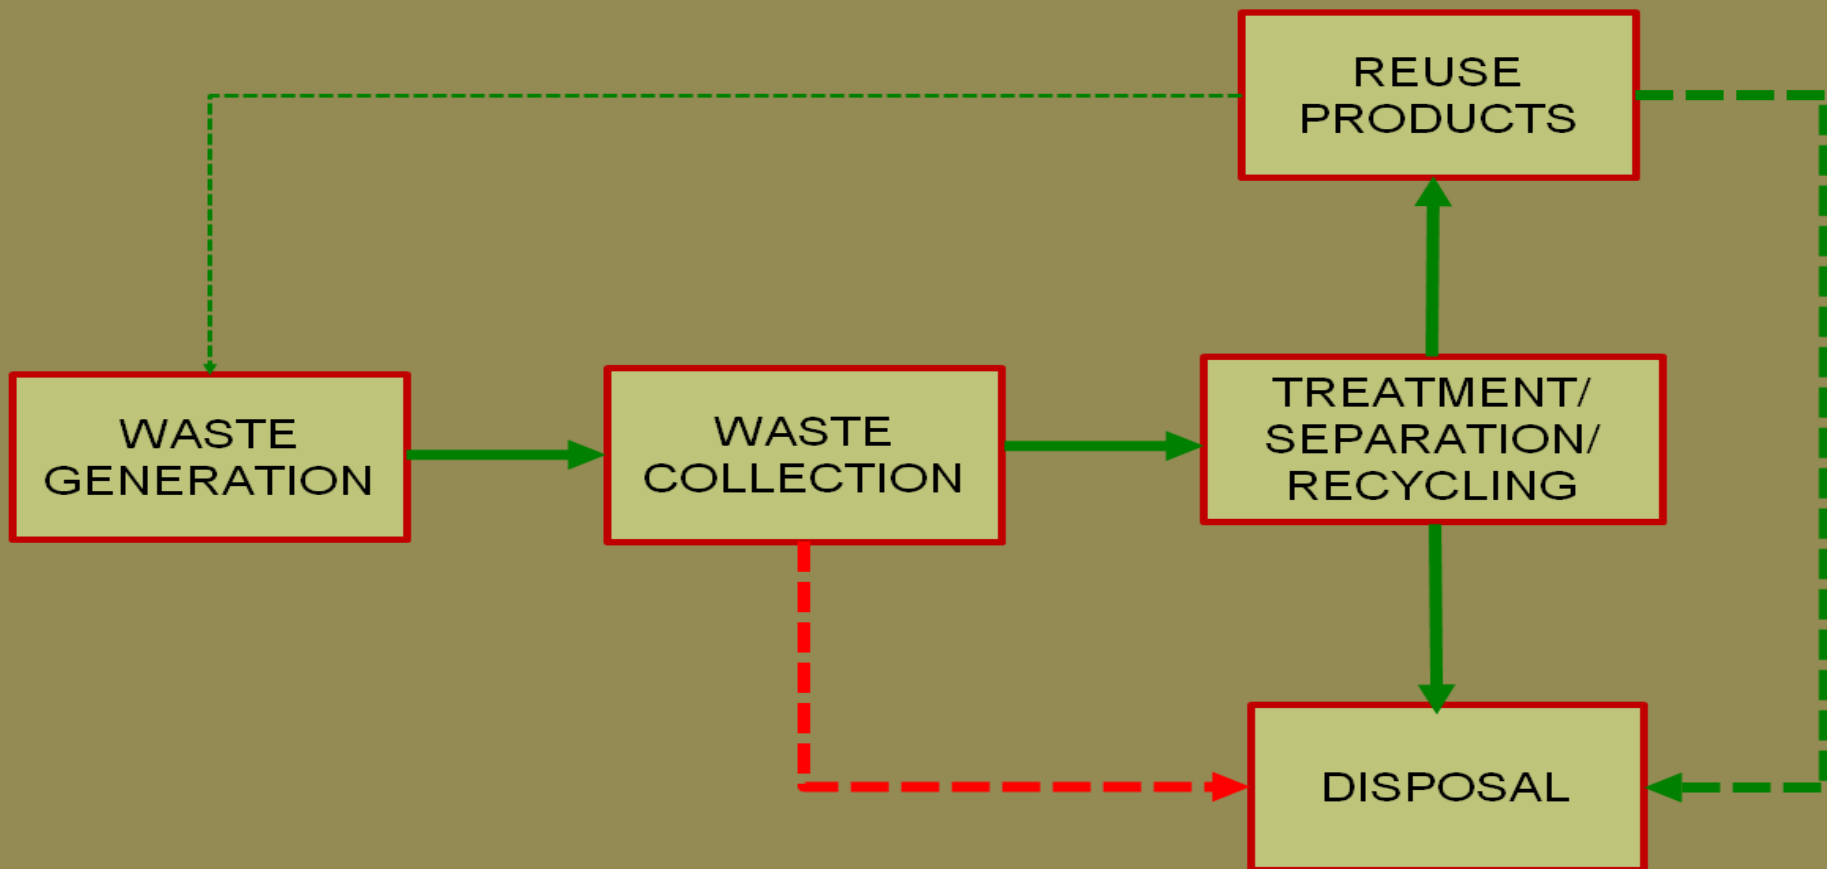 REUSE
PRODUCTS
WASTE
GENERATION
WASTE
COLLECTION
TREATMENT/
SEPARATION/
RECYCLING
DISPOSAL